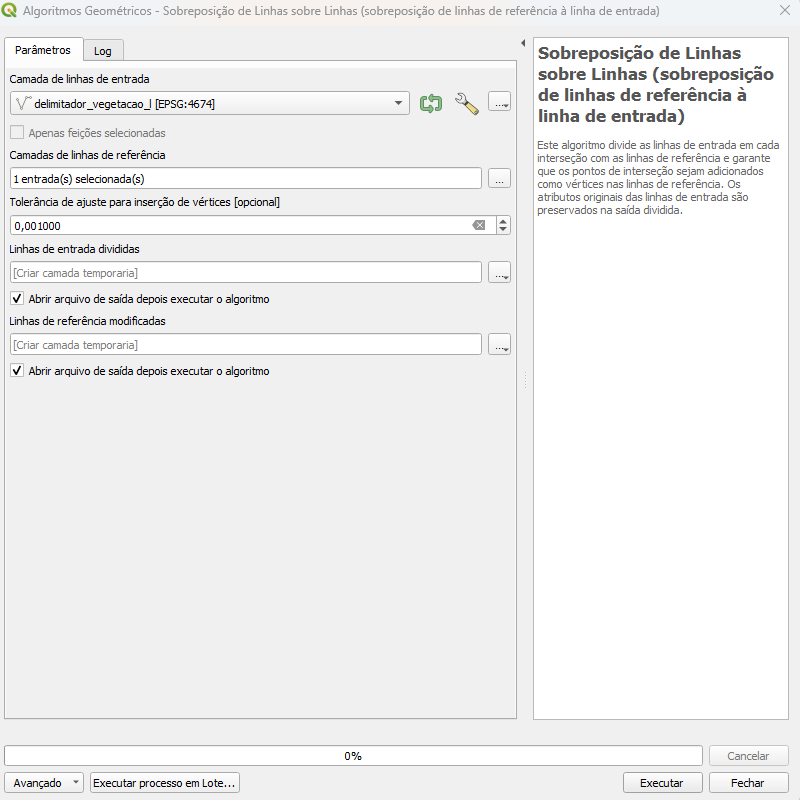 Algoritmos Geométricos - Sobreposição de Linhas sobre Linhas (sobreposição de linhas de referência à linha de entrada)
Parâmetros
Log
Camada de linhas de entrada
delimitador_vegetacao_l [EPSG:4674]
...
Apenas feições selecionadas
Camadas de linhas de referência
1 entrada(s) selecionada(s)
...
Tolerância de ajuste para inserção de vértices [opcional]
0,001000
Linhas de entrada divididas
[Criar camada temporaria]
...
Abrir arquivo de saída depois executar o algoritmo
Linhas de referência modificadas
[Criar camada temporaria]
...
Abrir arquivo de saída depois executar o algoritmo
Sobreposição de Linhas
sobre Linhas (sobreposição
de linhas de referência à
linha de entrada)
Este algoritmo divide as linhas de entrada em cada
interseção com as linhas de referência e garante
que os pontos de interseção sejam adicionados
como vértices nas linhas de referência. Os
atributos originais das linhas de entrada são
preservados na saída dividida.
0%
Cancelar
Avançado
Executar processo em Lote...
Executar
Fechar